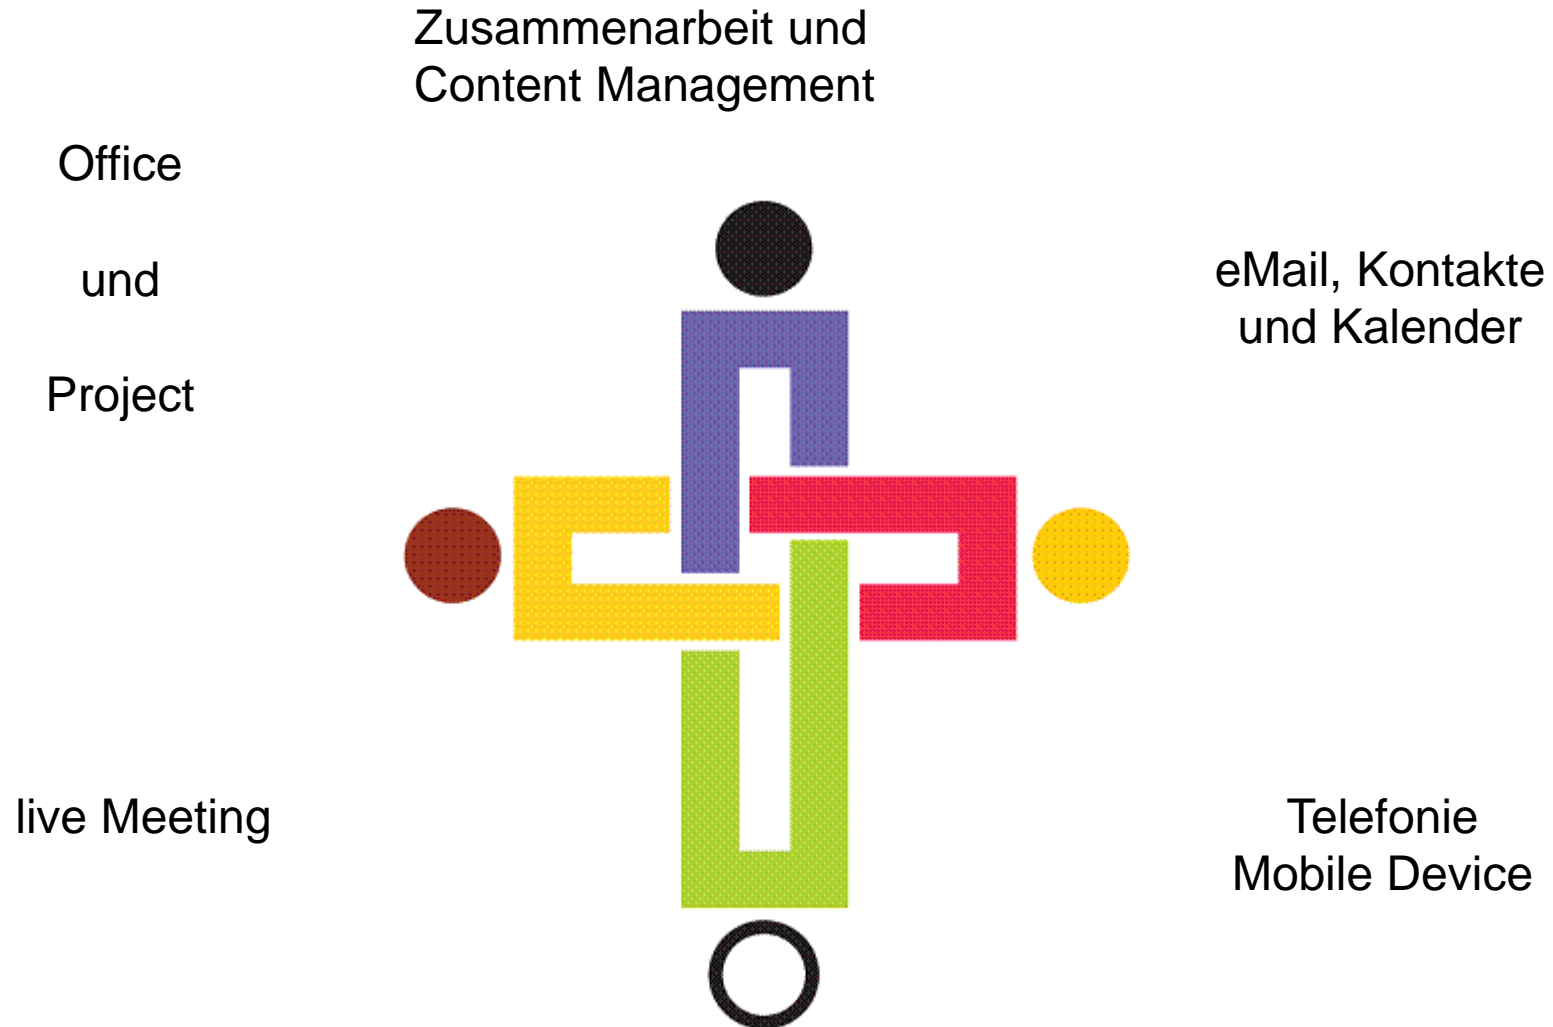 Zusammenarbeit und
Content Management
Office
und
Project
eMail, Kontakte
und Kalender
live Meeting
Telefonie
Mobile Device